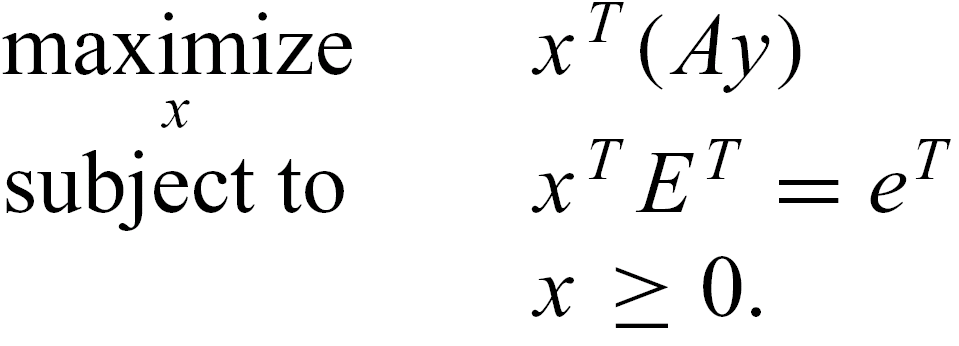 maximize x^T (Ay)
x
subject to x^T E^T = e^T
x ≥ 0.